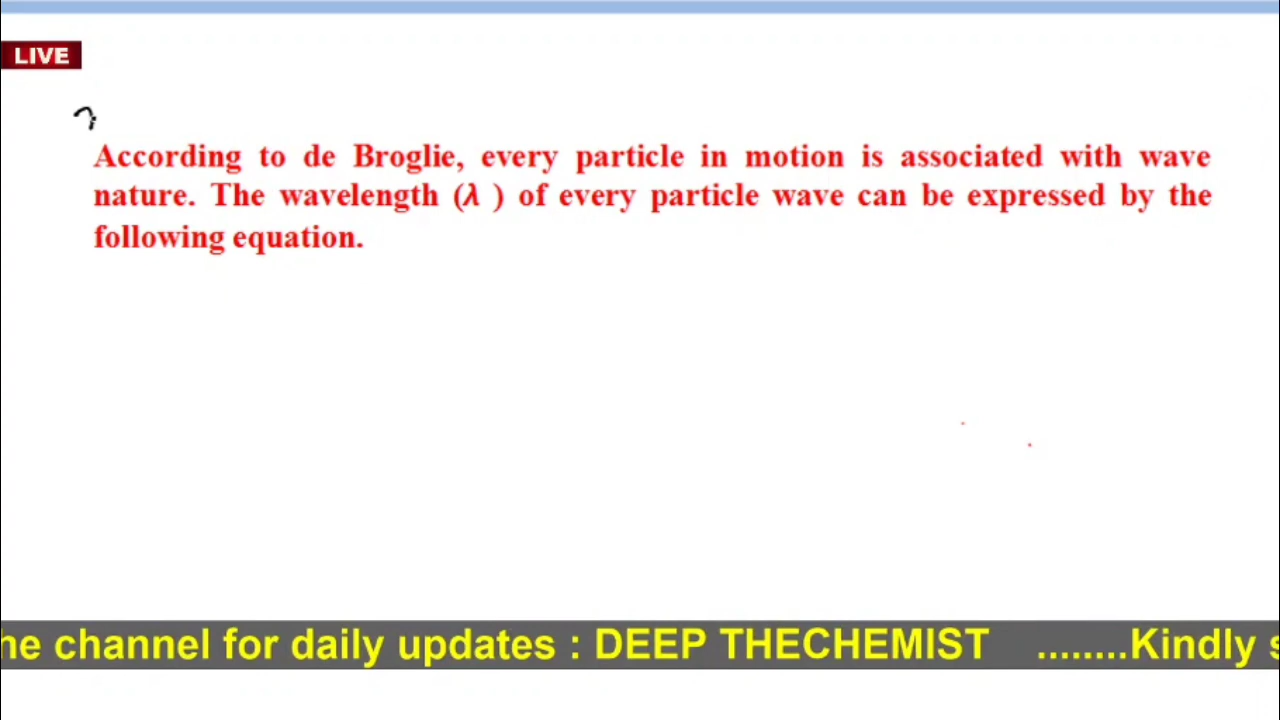 LIVE
According to de Broglie, every particle in motion is associated with wave
nature. The wavelength (λ ) of every particle wave can be expressed by the
following equation.
he channel for daily updates : DEEP THECHEMIST ........Kindly s